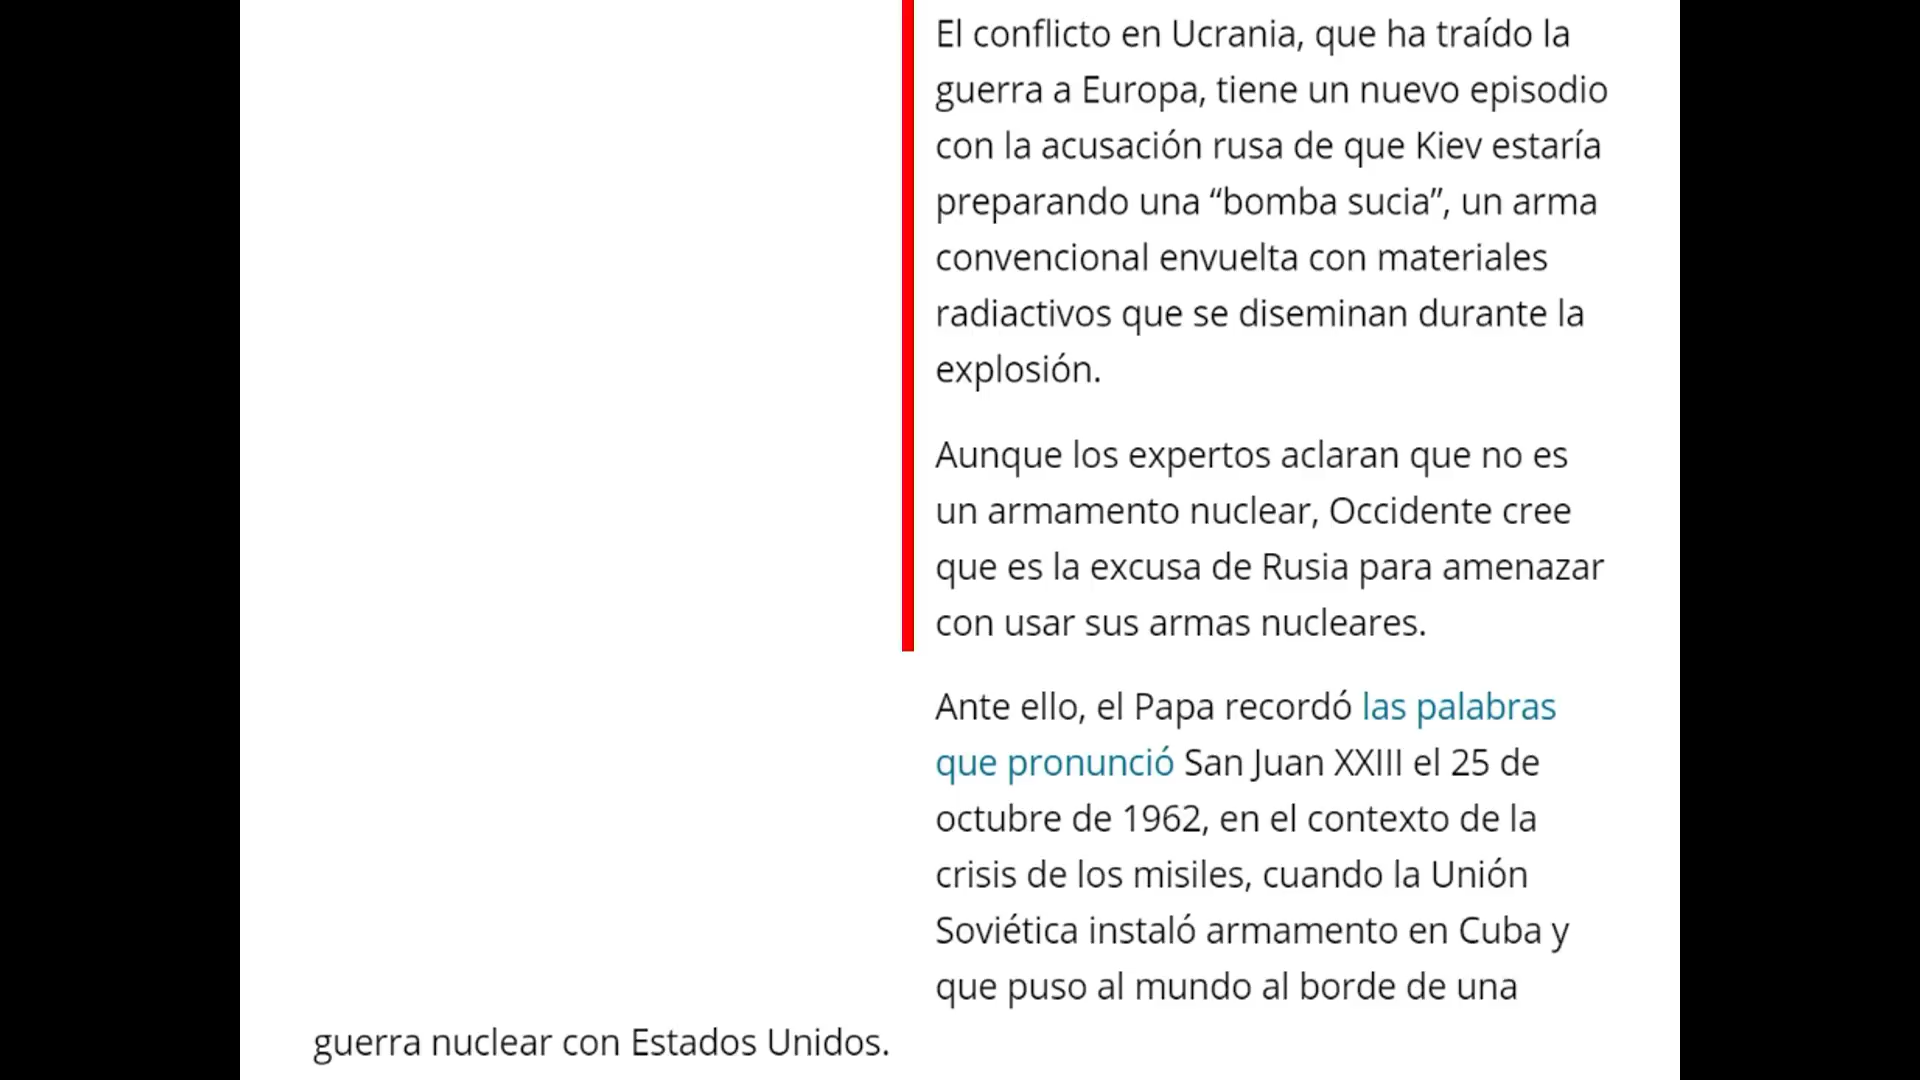 El conflicto en Ucrania, que ha traído la
guerra a Europa, tiene un nuevo episodio
con la acusación rusa de que Kiev estaría
preparando una “bomba sucia”, un arma
convencional envuelta con materiales
radiactivos que se diseminan durante la
explosión.
Aunque los expertos aclaran que no es
un armamento nuclear, Occidente cree
que es la excusa de Rusia para amenazar
con usar sus armas nucleares.
Ante ello, el Papa recordó las palabras
que pronunció San Juan XXIII el 25 de
octubre de 1962, en el contexto de la
crisis de los misiles, cuando la Unión
Soviética instaló armamento en Cuba y
que puso al mundo al borde de una
guerra nuclear con Estados Unidos.